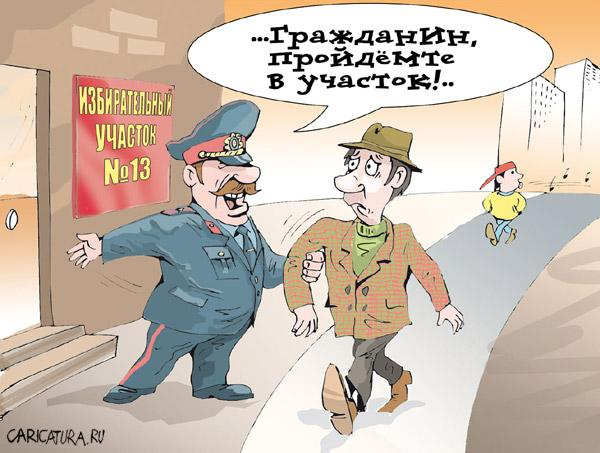 ...Гражданин,
пройдёмте
в участок!..
ИЗБИРАТЕЛЬНЫЙ
УЧАСТОК
№13
CARICATURA.RU